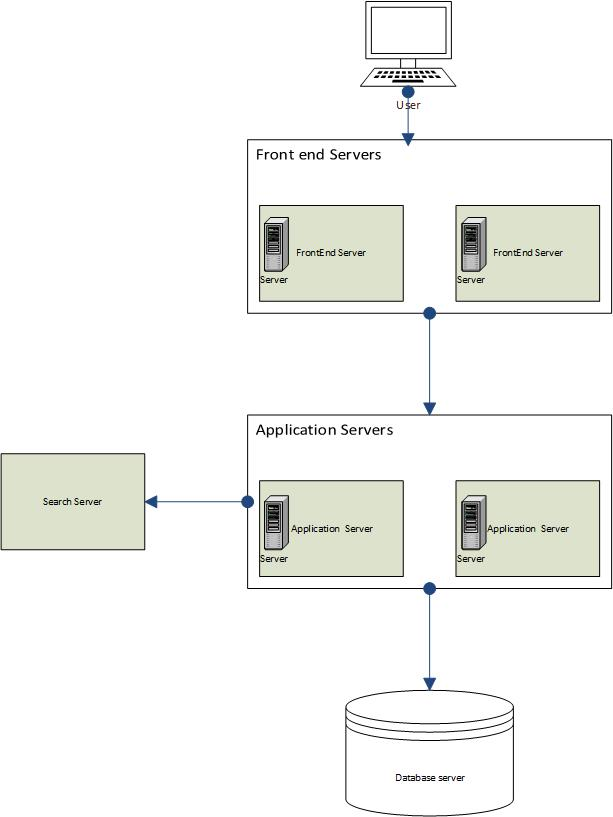 User
Front end Servers
FrontEnd Server
Server
FrontEnd Server
Server
Application Servers
Search Server
Application  Server
Server
Application  Server
Server
Database server